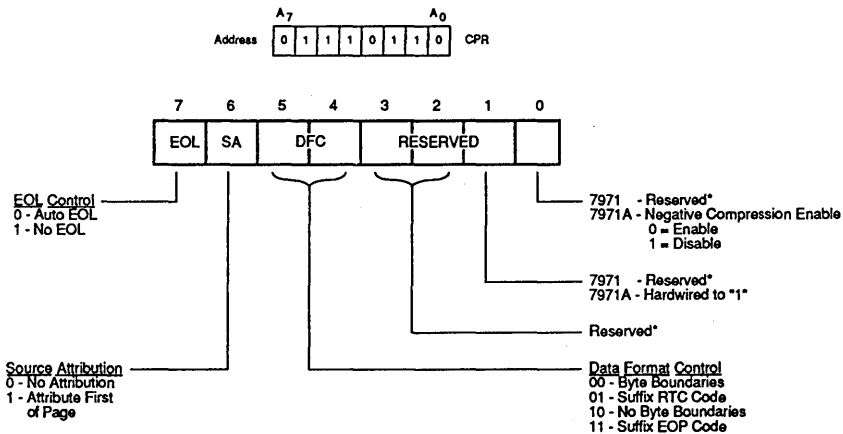 A7 A0
Address 0 1 1 1 0 1 1 0 CPR
7 6 5 4 3 2 1 0
EOL SA DFC RESERVED
EOL Control
0 - Auto EOL
1 - No EOL
7971 - Reserved*
7971A - Negative Compression Enable
0 = Enable
1 = Disable
7971 - Reserved*
7971A - Hardwired to "1"
Reserved*
Source Attribution
0 - No Attribution
1 - Attribute First
of Page
Data Format Control
00 - Byte Boundaries
01 - Suffix RTC Code
10 - No Byte Boundaries
11 - Suffix EOP Code